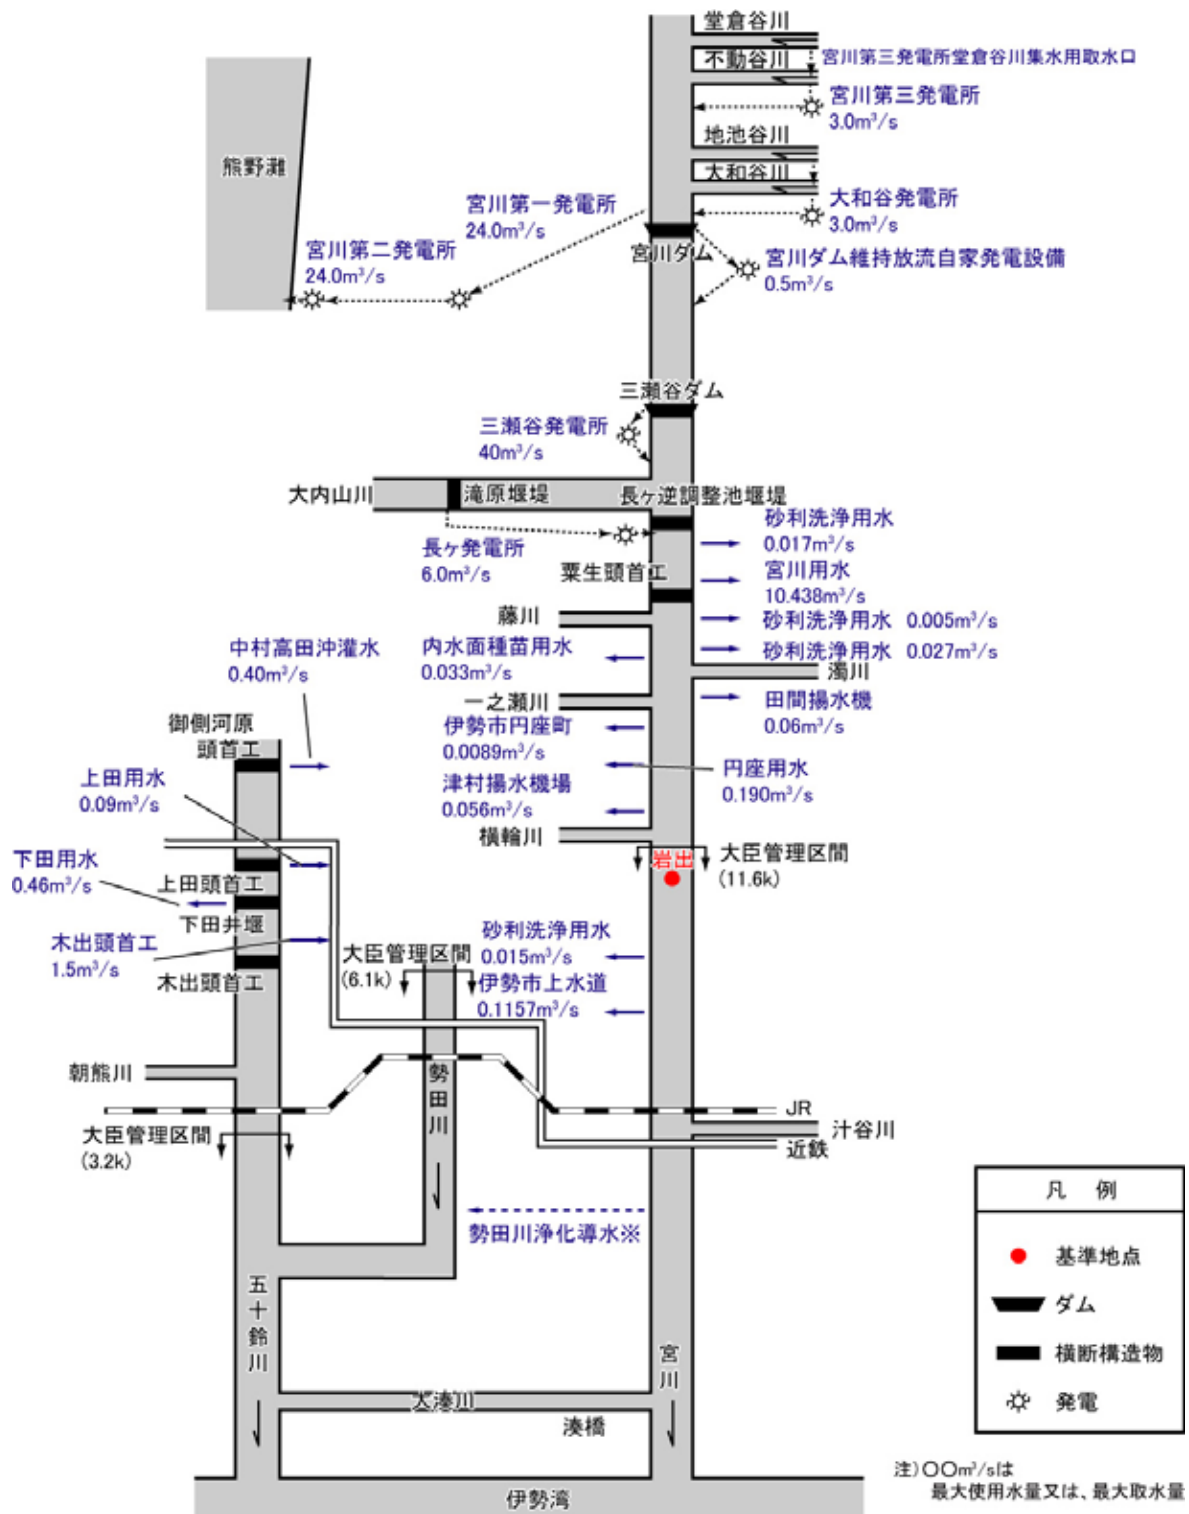 堂倉谷川
不動谷川
宮川第三発電所堂倉谷川集水用取水口
宮川第三発電所
3.0m³/s
地池谷川
大和谷川
大和谷発電所
3.0m³/s
熊野灘
宮川第一発電所
24.0m³/s
宮川第二発電所
24.0m³/s
宮川ダム
宮川ダム維持放流自家発電設備
0.5m³/s
三瀬谷ダム
三瀬谷発電所
40m³/s
大内山川
滝原堰堤
長ヶ逆調整池堰堤
長ヶ発電所
6.0m³/s
砂利洗浄用水
0.017m³/s
粟生頭首工
宮川用水
10.438m³/s
藤川
砂利洗浄用水 0.005m³/s
内水面種苗用水
0.033m³/s
砂利洗浄用水 0.027m³/s
濁川
一之瀬川
田間揚水機
0.06m³/s
伊勢市円座町
0.0089m³/s
円座用水
0.190m³/s
津村揚水機場
0.056m³/s
横輪川
中村高田沖灌水
0.40m³/s
御側河原
頭首工
上田用水
0.09m³/s
下田用水
0.46m³/s
上田頭首工
下田井堰
木出頭首工
1.5m³/s
木出頭首工
岩出
大臣管理区間
(11.6k)
大臣管理区間
(6.1k)
砂利洗浄用水
0.015m³/s
伊勢市上水道
0.1157m³/s
朝熊川
勢田川
JR
汁谷川
近鉄
大臣管理区間
(3.2k)
勢田川浄化導水※
五十鈴川
宮川
大湊川
湊橋
伊勢湾
凡 例
基準地点
ダム
横断構造物
発電
注)○○m³/sは
最大使用水量又は、最大取水量